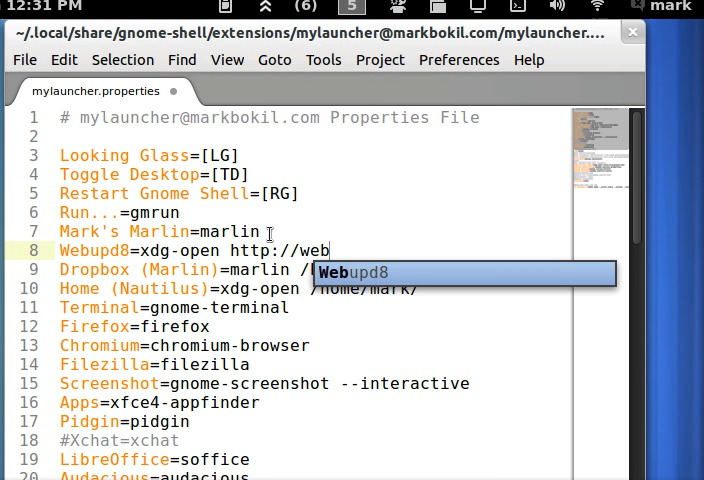 12:31 PM (6) 5 mark
~/.local/share/gnome-shell/extensions/mylauncher@markbokil.com/mylauncher....
File Edit Selection Find View Goto Tools Project Preferences Help
mylauncher.properties
1 # mylauncher@markbokil.com Properties File
2
3 Looking Glass=[LG]
4 Toggle Desktop=[TD]
5 Restart Gnome Shell=[RG]
6 Run...=gmrun
7 Mark's Marlin=marlin
8 Webupd8=xdg-open http://web
Webupd8
9 Dropbox (Marlin)=marlin /
10 Home (Nautilus)=xdg-open /home/mark/
11 Terminal=gnome-terminal
12 Firefox=firefox
13 Chromium=chromium-browser
14 Filezilla=filezilla
15 Screenshot=gnome-screenshot --interactive
16 Apps=xfce4-appfinder
17 Pidgin=pidgin
18 #Xchat=xchat
19 LibreOffice=soffice
20 Audacious=audacious